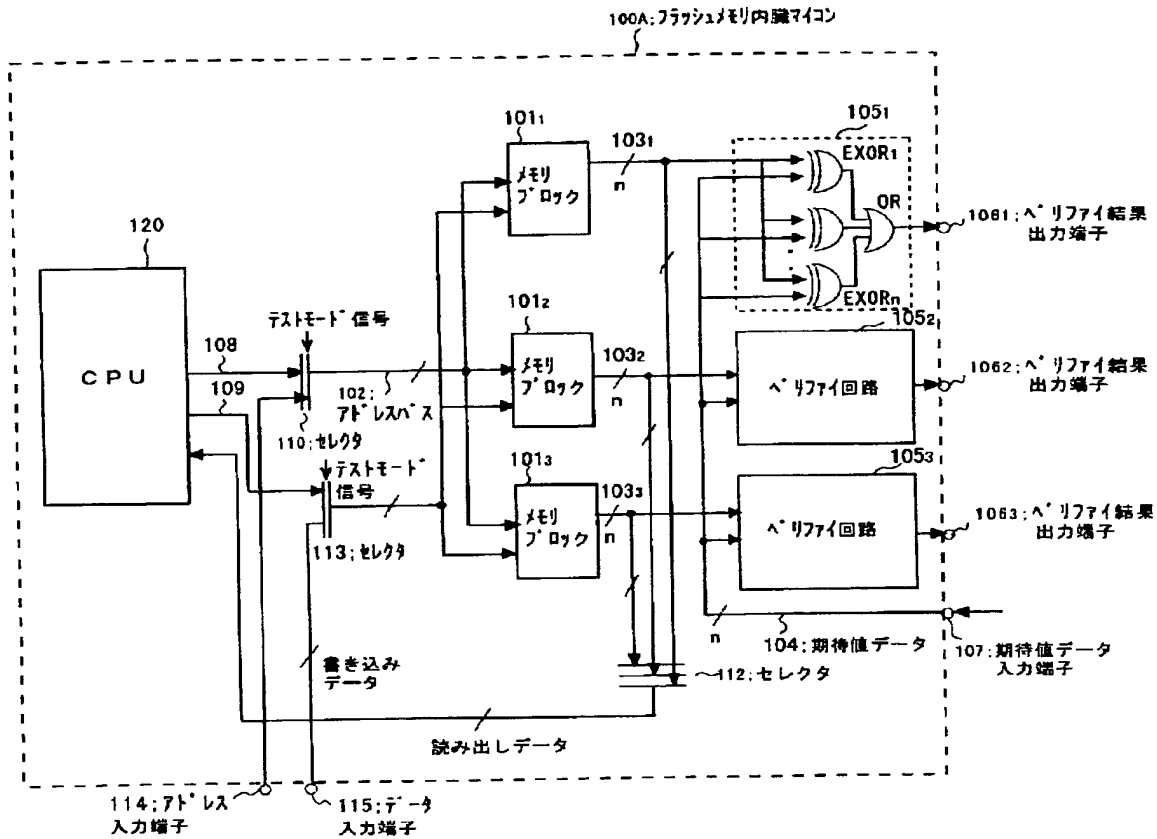 100A;フラッシュメモリ内臓マイコン
101₁
メモリ
ブロック
103₁
n
105₁
EXOR₁
OR
EXORn
1061;ベリファイ結果
出力端子
120
CPU
テストモード信号
108
109
102;
アドレスバス
110;セレクタ
101₂
メモリ
ブロック
103₂
n
105₂
ベリファイ回路
1062;ベリファイ結果
出力端子
テストモード
信号
113;セレクタ
101₃
メモリ
ブロック
103₃
n
105₃
ベリファイ回路
1063;ベリファイ結果
出力端子
n
104;期待値データ
107;期待値データ
入力端子
112;セレクタ
書き込み
データ
読み出しデータ
114;アドレス
入力端子
115;データ
入力端子